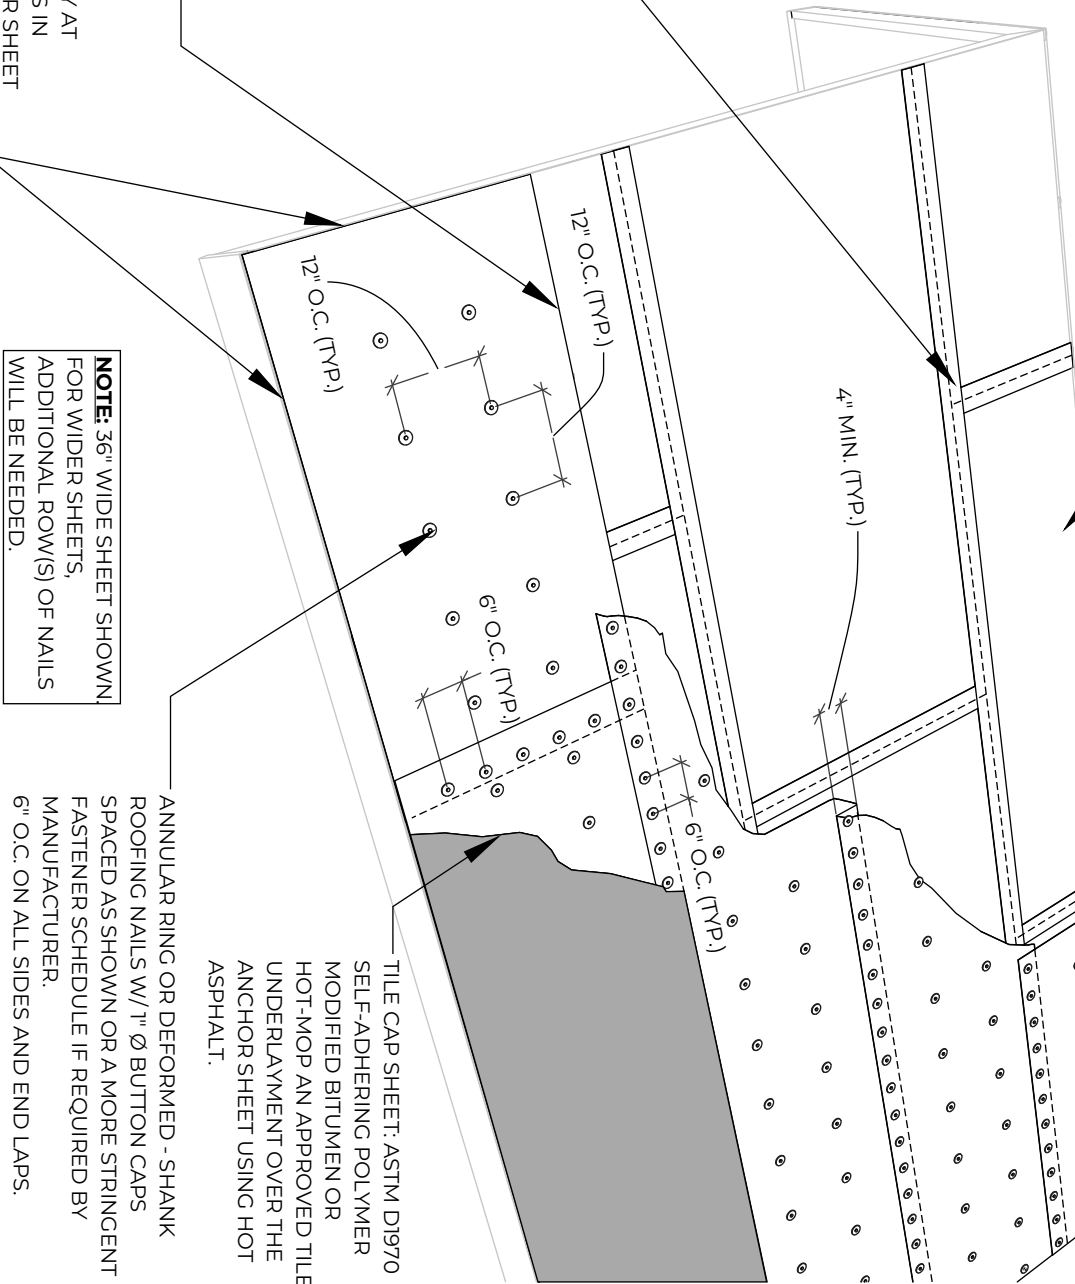 4" MIN. (TYP.)
12" O.C. (TYP.)
6" O.C. (TYP.)
12" O.C. (TYP.)
6" O.C. (TYP.)
Y AT
S IN
R SHEET
NOTE: 36" WIDE SHEET SHOWN.
FOR WIDER SHEETS,
ADDITIONAL ROW(S) OF NAILS
WILL BE NEEDED.
TILE CAP SHEET: ASTM D1970
SELF-ADHERING POLYMER
MODIFIED BITUMEN OR
HOT-MOP AN APPROVED TILE
UNDERLAYMENT OVER THE
ANCHOR SHEET USING HOT
ASPHALT.
ANNULAR RING OR DEFORMED - SHANK
ROOFING NAILS W/ 1" Ø BUTTON CAPS
SPACED AS SHOWN OR A MORE STRINGENT
FASTENER SCHEDULE IF REQUIRED BY
MANUFACTURER.
6" O.C. ON ALL SIDES AND END LAPS.